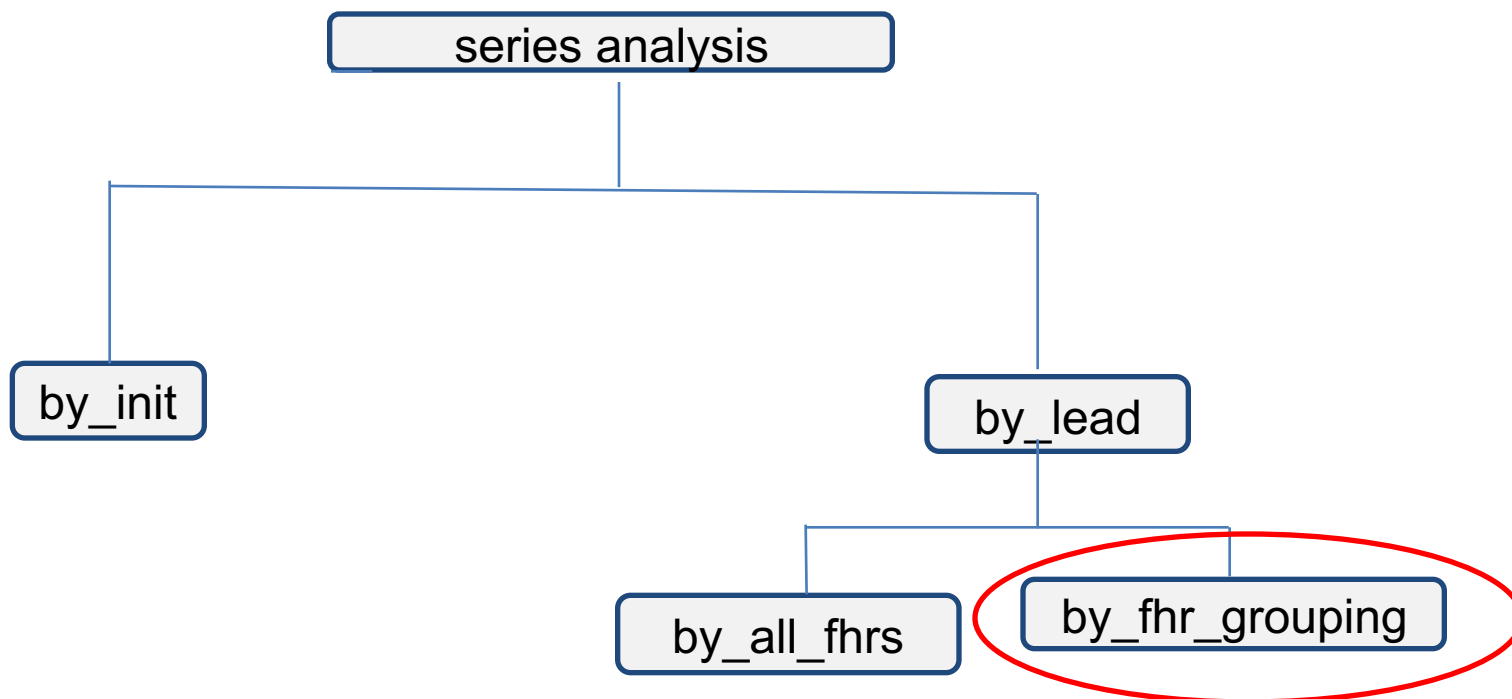 series analysis
by_init
by_lead
by_all_fhrs
by_fhr_grouping